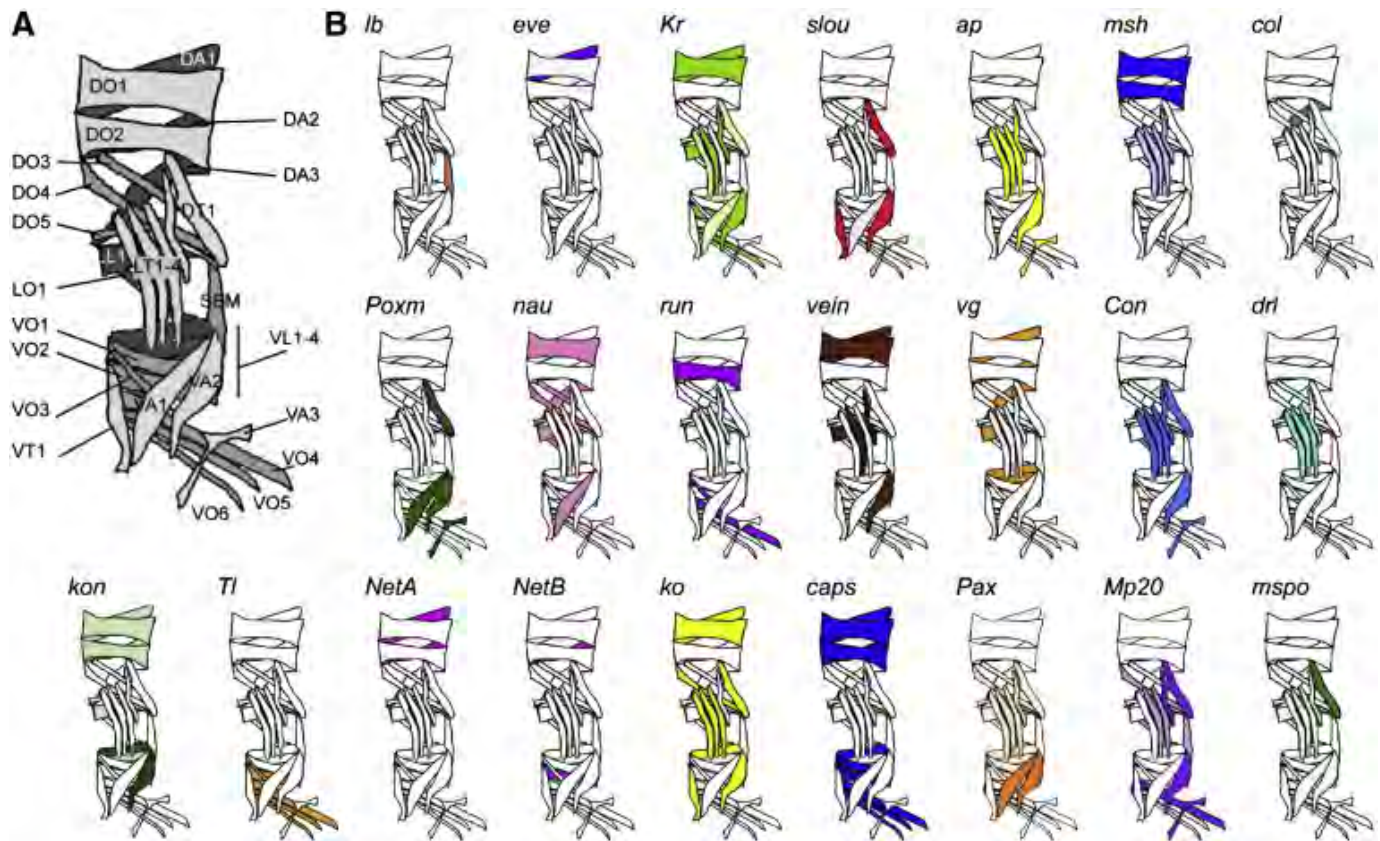 A
DA1
DO1
DA2
DO2
DO3
DA3
DO4
DT1
DO5
LT1-4
LO1
SBM
VO1
VO2
VL1-4
VA2
VO3
A1
VA3
VT1
VO4
VO5
VO6
B
lb eve Kr slou ap msh col
Poxm nau run vein vg Con drl
kon Tl NetA NetB ko caps Pax Mp20 mspo